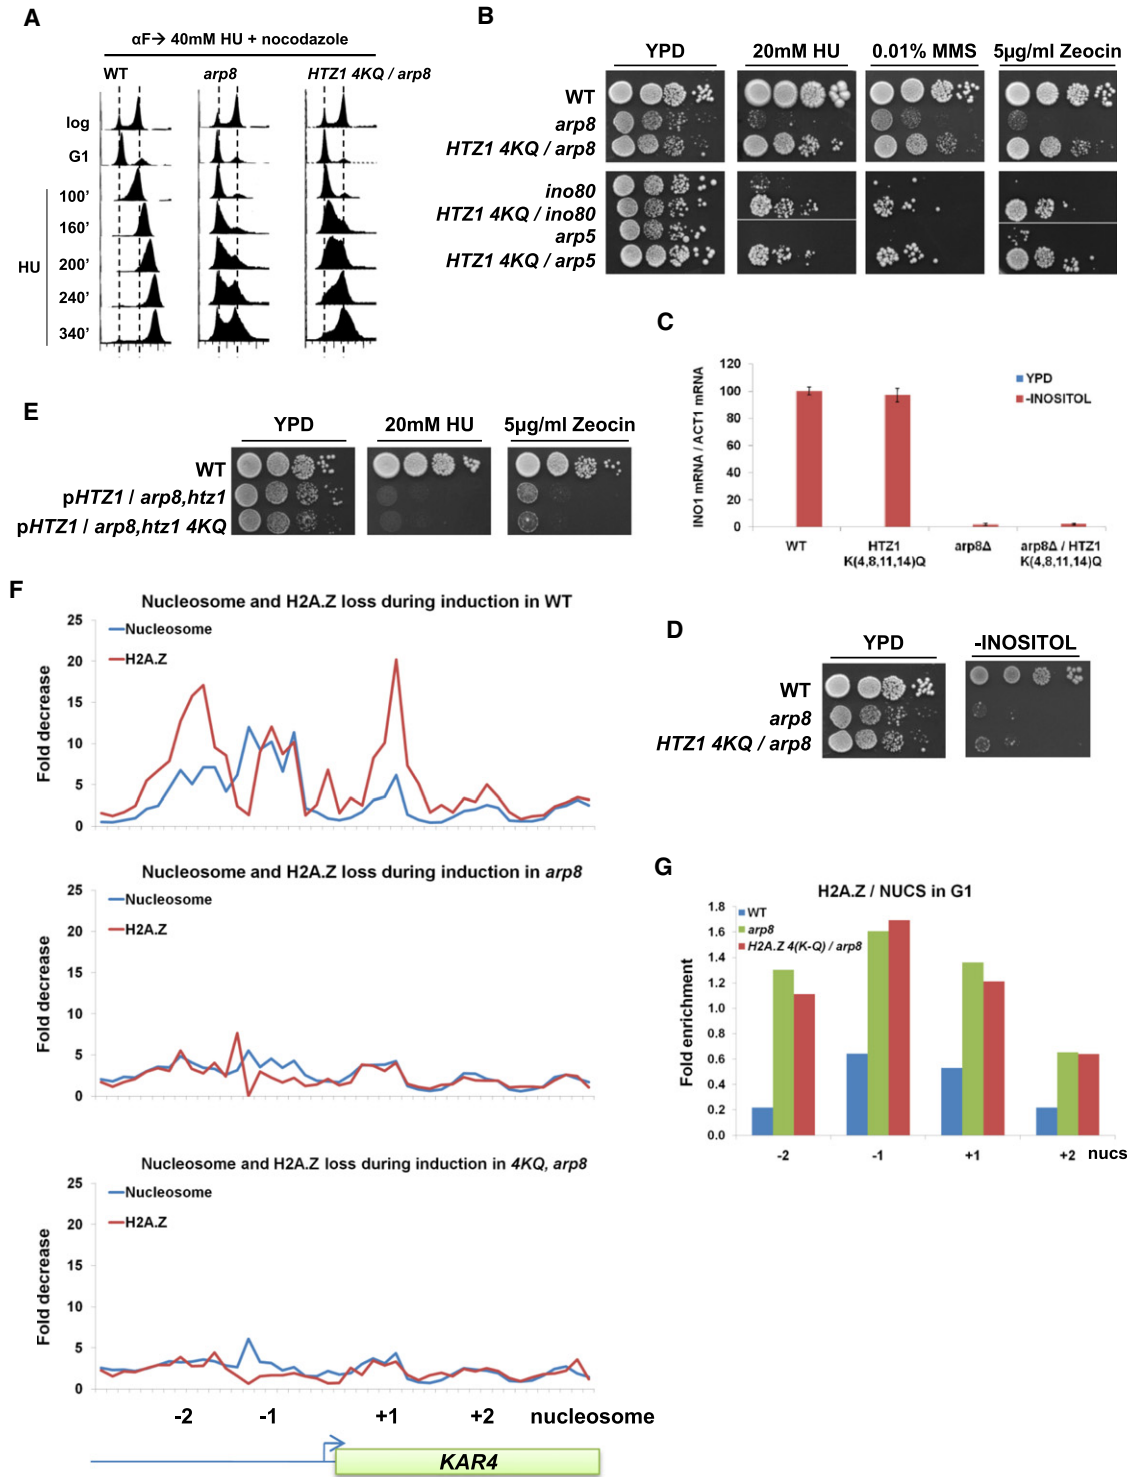 A
αF→ 40mM HU + nocodazole
WT arp8 HTZ1 4KQ / arp8
log
G1
100'
160'
200'
240'
340'
HU
B
YPD 20mM HU 0.01% MMS 5μg/ml Zeocin
WT
arp8
HTZ1 4KQ / arp8
ino80
HTZ1 4KQ / ino80
arp5
HTZ1 4KQ / arp5
C
INO1 mRNA / ACT1 mRNA
120
100
80
60
40
20
0
YPD
-INOSITOL
WT HTZ1 K(4,8,11,14)Q arp8Δ arp8Δ / HTZ1 K(4,8,11,14)Q
E
YPD 20mM HU 5μg/ml Zeocin
WT
pHTZ1 / arp8,htz1
pHTZ1 / arp8,htz1 4KQ
D
YPD -INOSITOL
WT
arp8
HTZ1 4KQ / arp8
F
Nucleosome and H2A.Z loss during induction in WT
Fold decrease
25
20
15
10
5
0
Nucleosome
H2A.Z
Nucleosome and H2A.Z loss during induction in arp8
Fold decrease
25
20
15
10
5
0
Nucleosome
H2A.Z
Nucleosome and H2A.Z loss during induction in 4KQ, arp8
Fold decrease
25
20
15
10
5
0
Nucleosome
H2A.Z
-2 -1 +1 +2 nucleosome
KAR4
G
H2A.Z / NUCS in G1
Fold enrichment
1.8
1.6
1.4
1.2
1.0
0.8
0.6
0.4
0.2
0.0
WT
arp8
H2A.Z 4(K-Q) / arp8
-2 -1 +1 +2 nucs